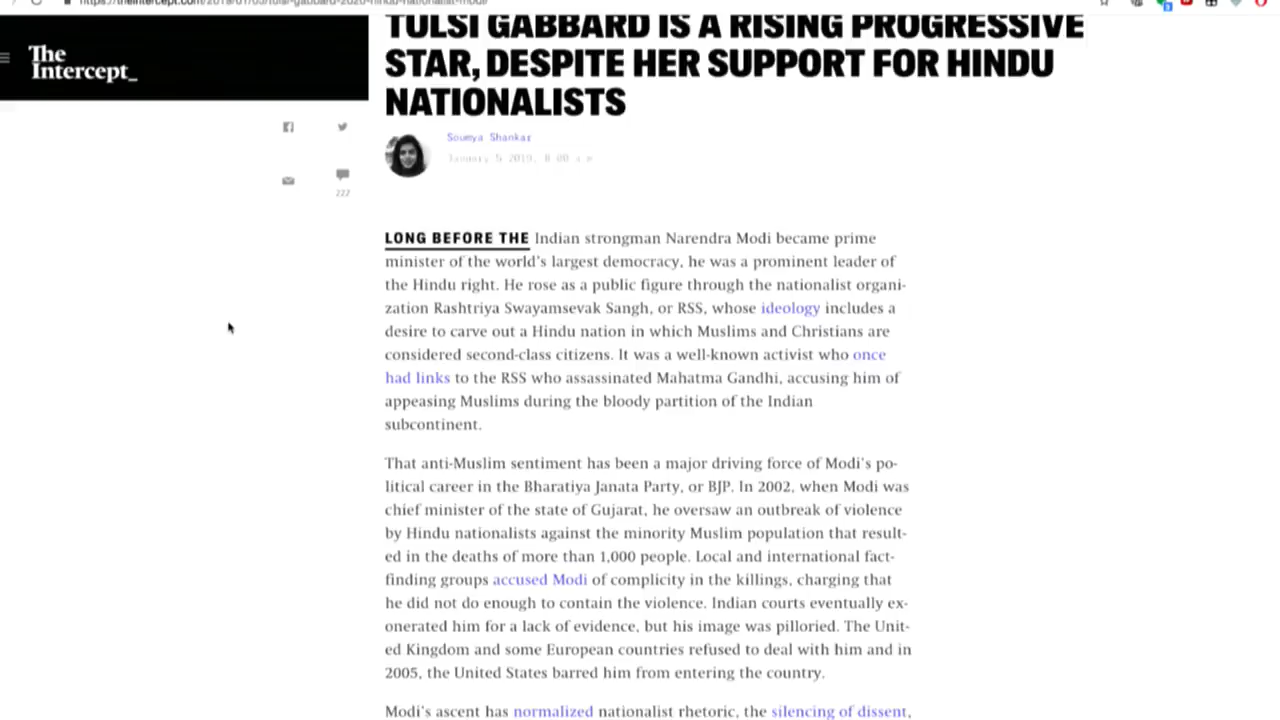 TULSI GABBARD IS A RISING PROGRESSIVE
STAR, DESPITE HER SUPPORT FOR HINDU
NATIONALISTS
The
Intercept_
Soumya Shankar
January 5 2019, 8:00 a.m.
222
LONG BEFORE THE Indian strongman Narendra Modi became prime
minister of the world's largest democracy, he was a prominent leader of
the Hindu right. He rose as a public figure through the nationalist organi-
zation Rashtriya Swayamsevak Sangh, or RSS, whose ideology includes a
desire to carve out a Hindu nation in which Muslims and Christians are
considered second-class citizens. It was a well-known activist who once
had links to the RSS who assassinated Mahatma Gandhi, accusing him of
appeasing Muslims during the bloody partition of the Indian
subcontinent.
That anti-Muslim sentiment has been a major driving force of Modi's po-
litical career in the Bharatiya Janata Party, or BJP. In 2002, when Modi was
chief minister of the state of Gujarat, he oversaw an outbreak of violence
by Hindu nationalists against the minority Muslim population that result-
ed in the deaths of more than 1,000 people. Local and international fact-
finding groups accused Modi of complicity in the killings, charging that
he did not do enough to contain the violence. Indian courts eventually ex-
onerated him for a lack of evidence, but his image was pilloried. The Unit-
ed Kingdom and some European countries refused to deal with him and in
2005, the United States barred him from entering the country.
Modi's ascent has normalized nationalist rhetoric, the silencing of dissent,